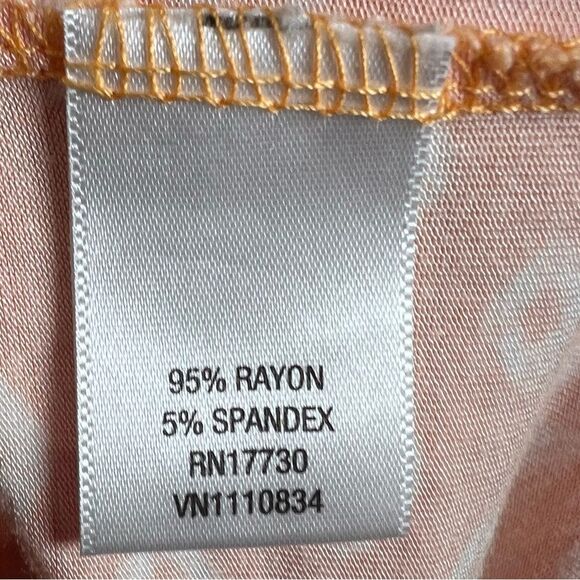 95% RAYON
5% SPANDEX
RN17730
VN1110834